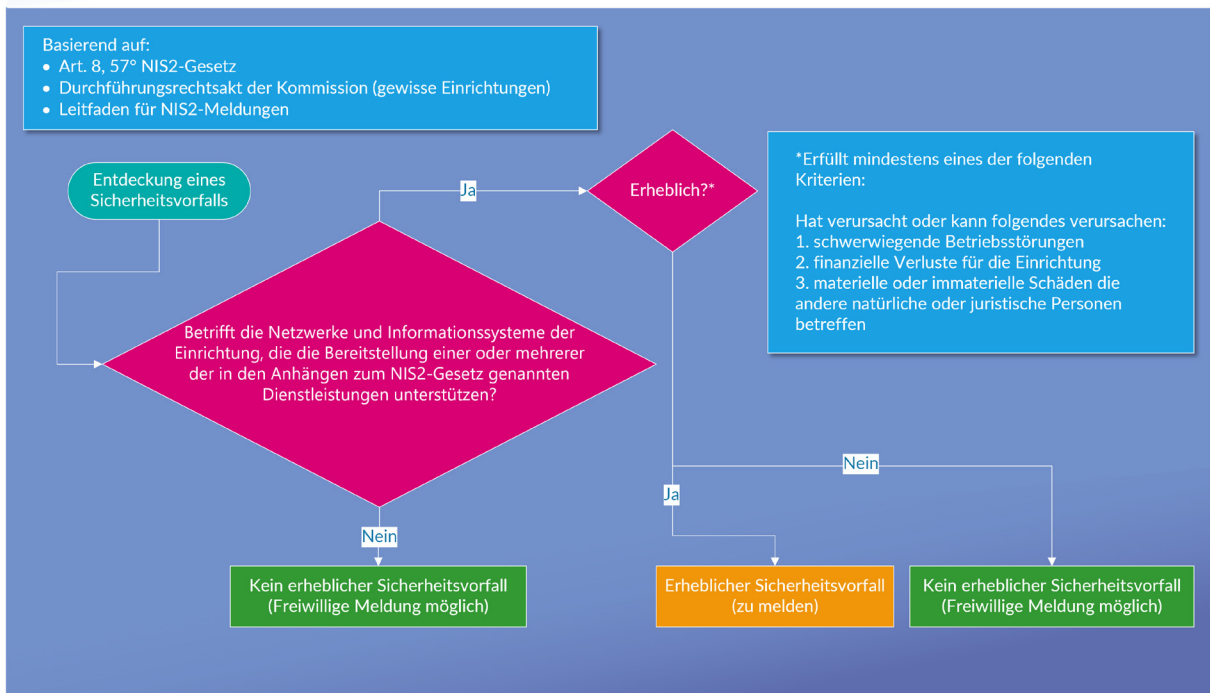 Basierend auf:
• Art. 8, 57° NIS2-Gesetz
• Durchführungsrechtsakt der Kommission (gewisse Einrichtungen)
• Leitfaden für NIS2-Meldungen
Entdeckung eines
Sicherheitsvorfalls
Ja
Erheblich?*
*Erfüllt mindestens eines der folgenden
Kriterien:
Hat verursacht oder kann folgendes verursachen:
1. schwerwiegende Betriebsstörungen
2. finanzielle Verluste für die Einrichtung
3. materielle oder immaterielle Schäden die
andere natürliche oder juristische Personen
betreffen
Betrifft die Netzwerke und Informationssysteme der
Einrichtung, die die Bereitstellung einer oder mehrerer
der in den Anhängen zum NIS2-Gesetz genannten
Dienstleistungen unterstützen?
Nein
Ja
Nein
Kein erheblicher Sicherheitsvorfall
(Freiwillige Meldung möglich)
Erheblicher Sicherheitsvorfall
(zu melden)
Kein erheblicher Sicherheitsvorfall
(Freiwillige Meldung möglich)